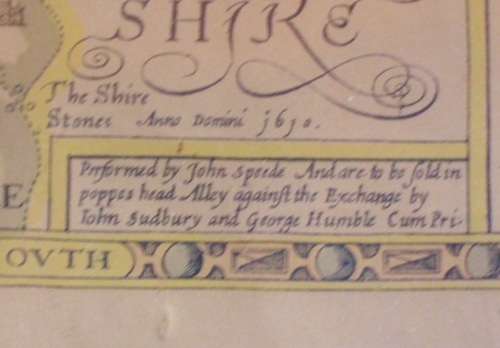 SHIRE
The Shire
Stones Anno Domini 1610.
Performed by John Speede And are to be sold in
poppes head Alley against the Exchange by
Iohn Sudbury and George Humble Cum Pri-
E
OVTH